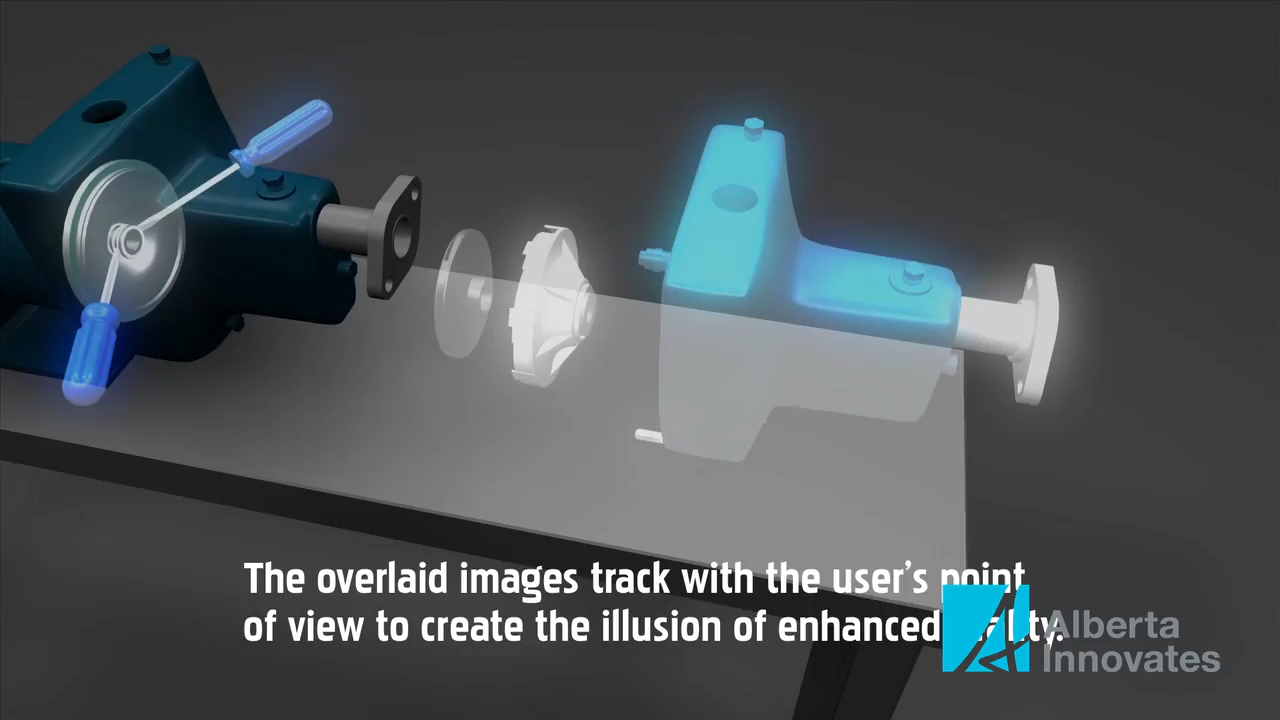 The overlaid images track with the user's point
of view to create the illusion of enhanced
Alberta
Innovates